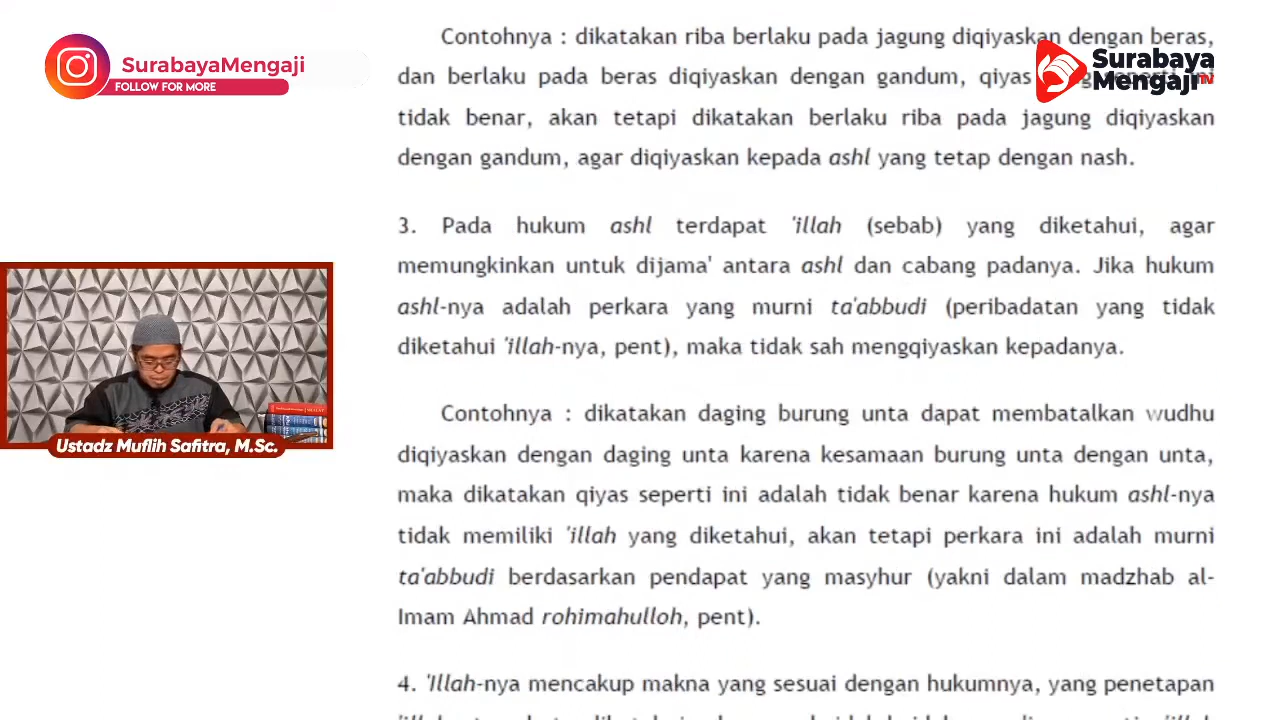 SurabayaMengaji
FOLLOW FOR MORE
Surabaya
Mengaji TV
Contohnya : dikatakan riba berlaku pada jagung diqiyaskan dengan beras,
dan berlaku pada beras diqiyaskan dengan gandum, qiyas seperti ini
tidak benar, akan tetapi dikatakan berlaku riba pada jagung diqiyaskan
dengan gandum, agar diqiyaskan kepada ashl yang tetap dengan nash.
3. Pada hukum ashl terdapat 'illah (sebab) yang diketahui, agar
memungkinkan untuk dijama' antara ashl dan cabang padanya. Jika hukum
ashl-nya adalah perkara yang murni ta'abbudi (peribadatan yang tidak
diketahui 'illah-nya, pent), maka tidak sah mengqiyaskan kepadanya.
Contohnya : dikatakan daging burung unta dapat membatalkan wudhu
diqiyaskan dengan daging unta karena kesamaan burung unta dengan unta,
maka dikatakan qiyas seperti ini adalah tidak benar karena hukum ashl-nya
tidak memiliki 'illah yang diketahui, akan tetapi perkara ini adalah murni
ta'abbudi berdasarkan pendapat yang masyhur (yakni dalam madzhab al-
Imam Ahmad rohimahulloh, pent).
4. 'Illah-nya mencakup makna yang sesuai dengan hukumnya, yang penetapan
Ustadz Muflih Safitra, M.Sc.